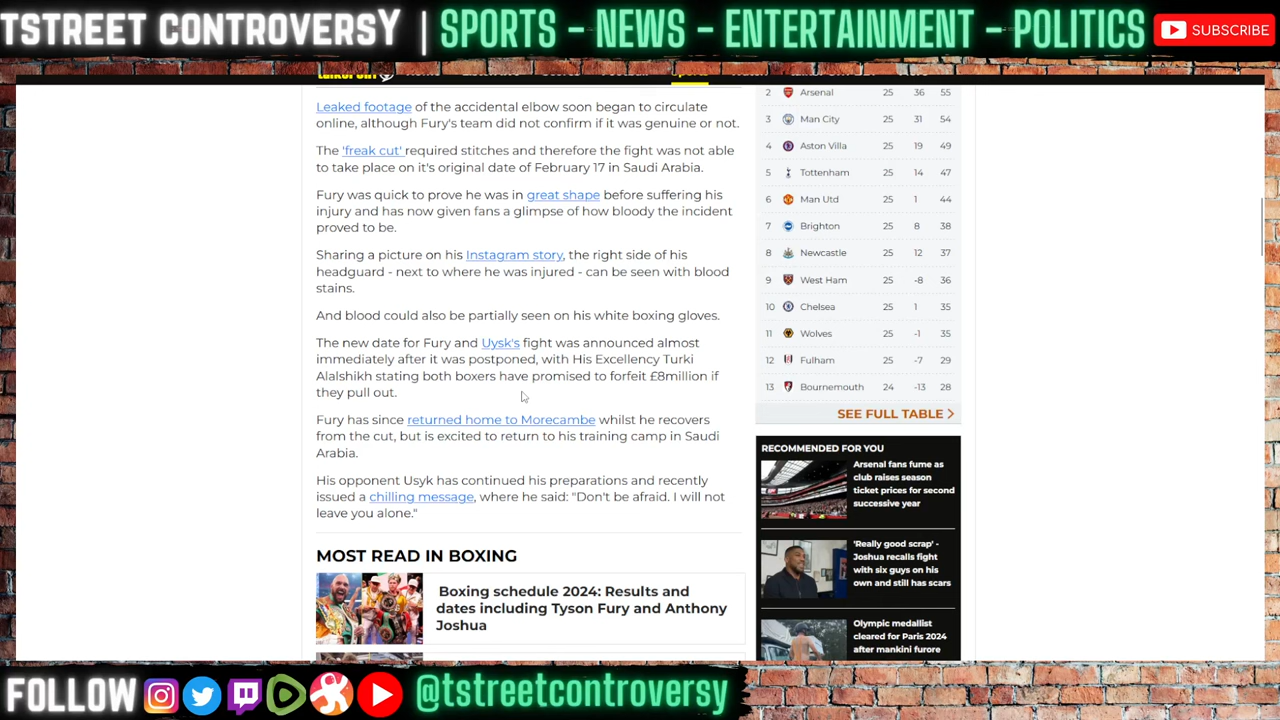 TSTREET CONTROVERSY | SPORTS - NEWS - ENTERTAINMENT - POLITICS
SUBSCRIBE
Leaked footage of the accidental elbow soon began to circulate
online, although Fury's team did not confirm if it was genuine or not.
The 'freak cut' required stitches and therefore the fight was not able
to take place on it's original date of February 17 in Saudi Arabia.
Fury was quick to prove he was in great shape before suffering his
injury and has now given fans a glimpse of how bloody the incident
proved to be.
Sharing a picture on his Instagram story, the right side of his
headguard - next to where he was injured - can be seen with blood
stains.
And blood could also be partially seen on his white boxing gloves.
The new date for Fury and Uysk's fight was announced almost
immediately after it was postponed, with His Excellency Turki
Alalshikh stating both boxers have promised to forfeit £8million if
they pull out.
Fury has since returned home to Morecambe whilst he recovers
from the cut, but is excited to return to his training camp in Saudi
Arabia.
His opponent Usyk has continued his preparations and recently
issued a chilling message, where he said: "Don't be afraid. I will not
leave you alone."
MOST READ IN BOXING
Boxing schedule 2024: Results and
dates including Tyson Fury and Anthony
Joshua
2 Arsenal 25 36 55
3 Man City 25 31 54
4 Aston Villa 25 19 49
5 Tottenham 25 14 47
6 Man Utd 25 1 44
7 Brighton 25 8 38
8 Newcastle 25 12 37
9 West Ham 25 -8 36
10 Chelsea 25 1 35
11 Wolves 25 -1 35
12 Fulham 25 -7 29
13 Bournemouth 24 -13 28
SEE FULL TABLE >
RECOMMENDED FOR YOU
Arsenal fans fume as
club raises season
ticket prices for second
successive year
'Really good scrap' -
Joshua recalls fight
with six guys on his
own and still has scars
Olympic medallist
cleared for Paris 2024
after mankini furore
FOLLOW @tstreetcontroversy